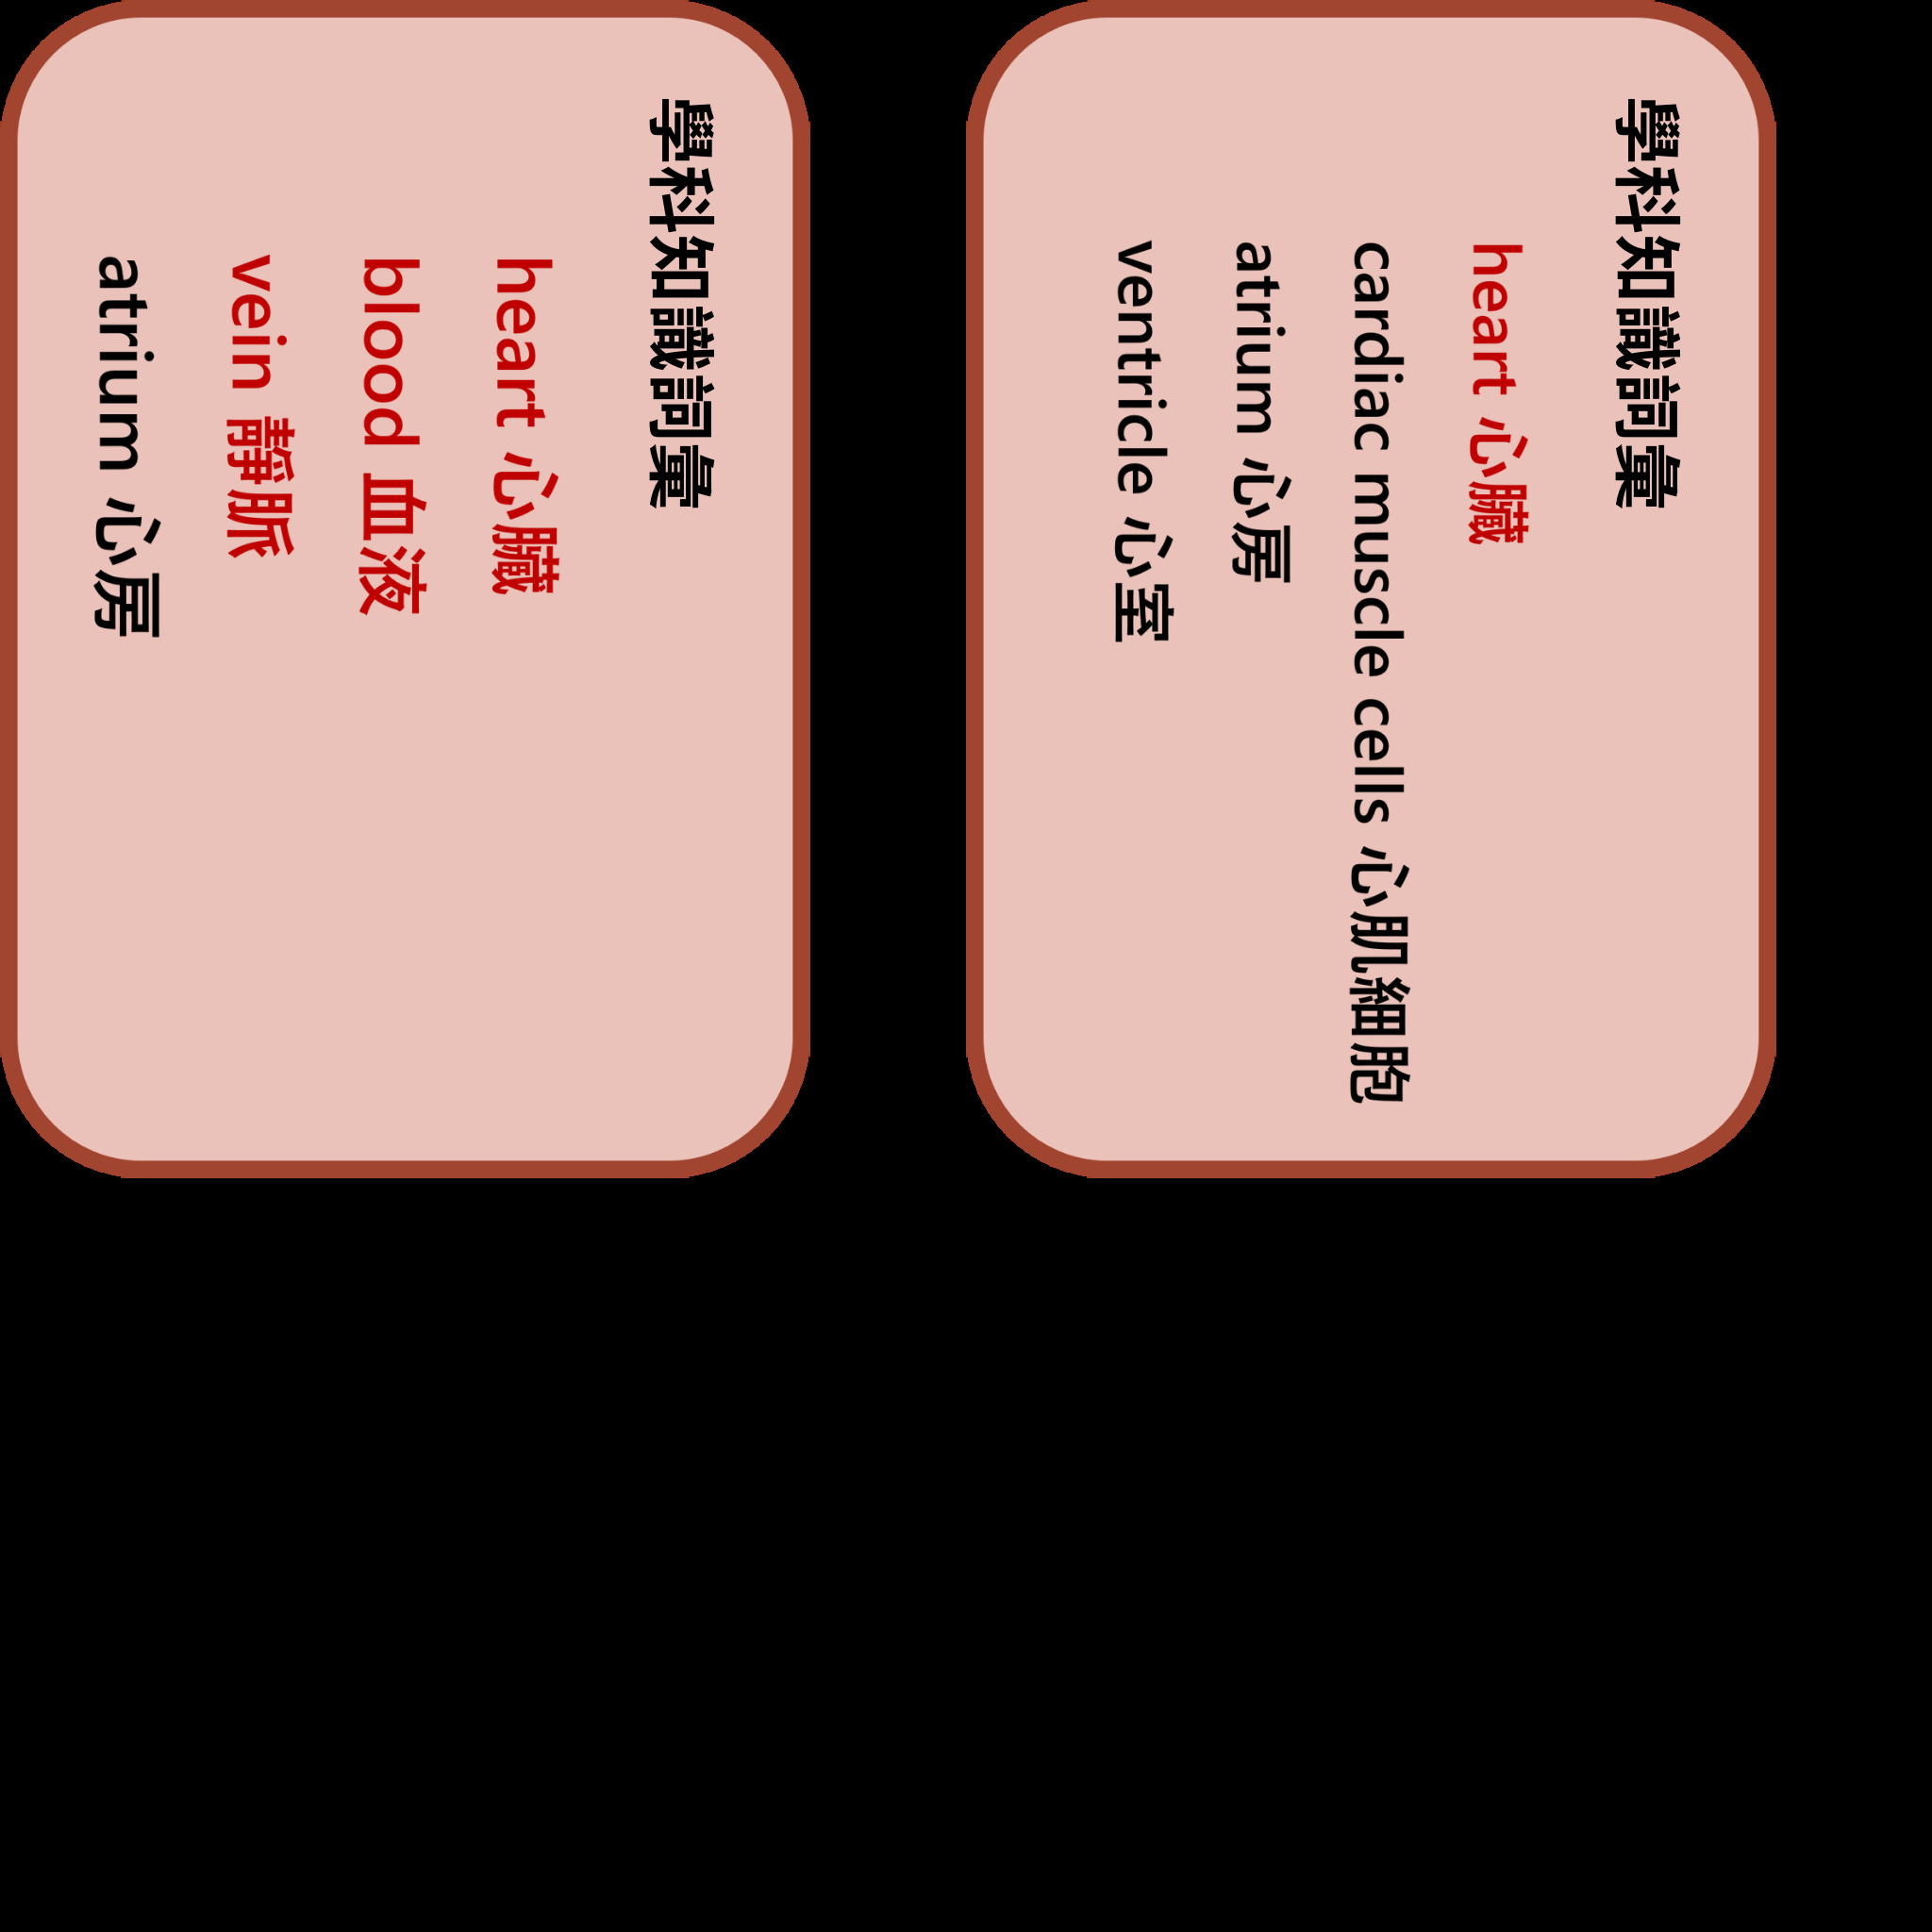 學科知識詞彙
heart 心臟
blood 血液
vein 靜脈
atrium 心房
學科知識詞彙
heart 心臟
cardiac muscle cells 心肌細胞
atrium 心房
ventricle 心室